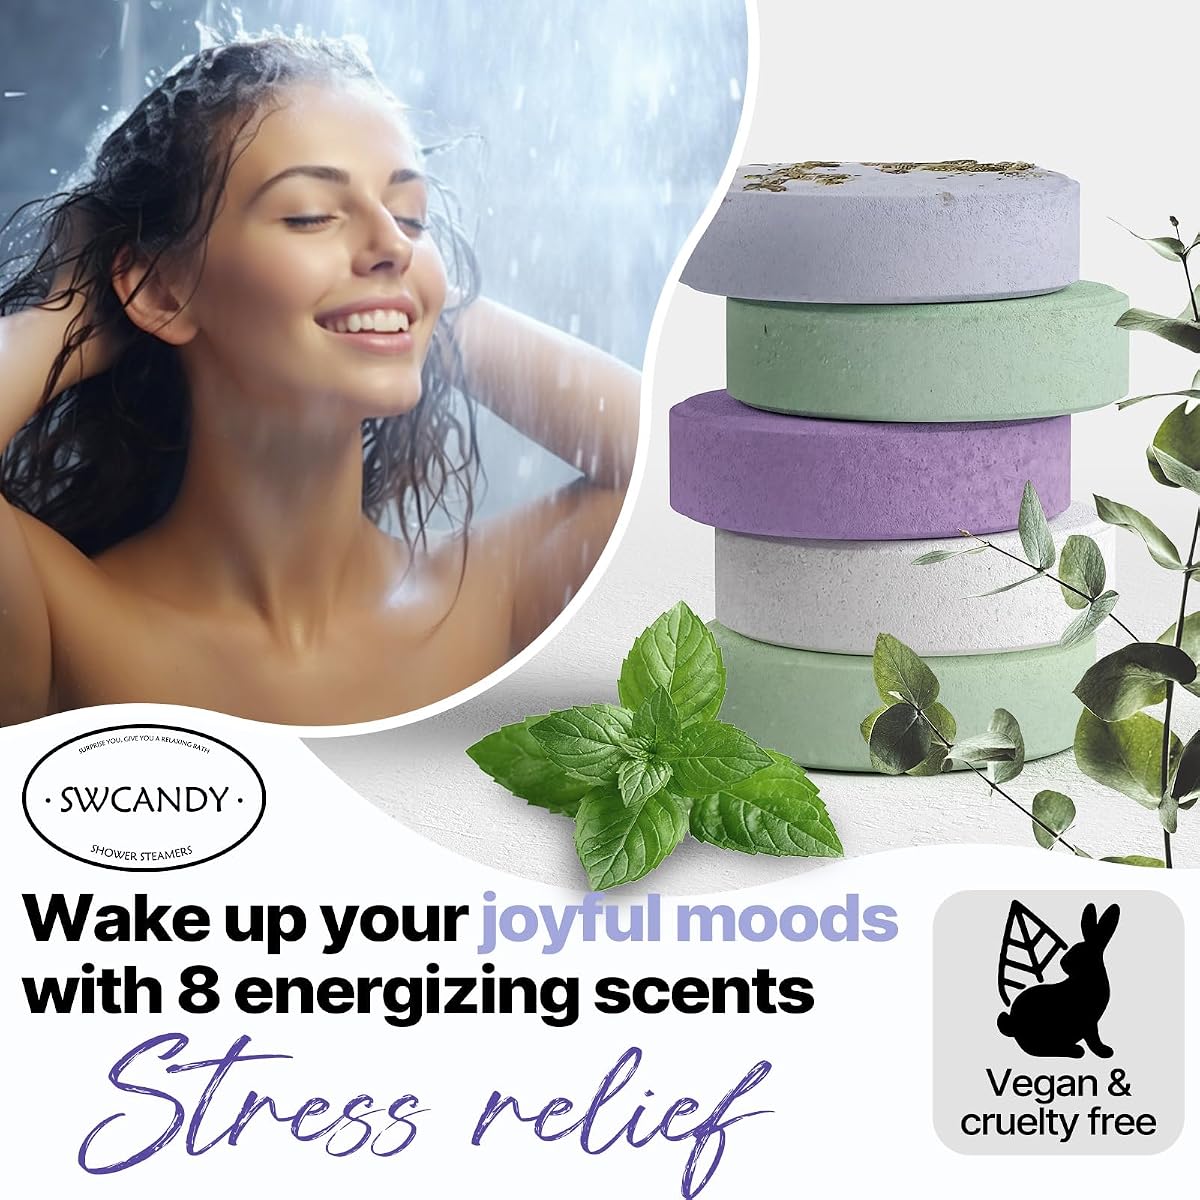 SURPRISE YOU, GIVE YOU A RELAXING BATH
· SWCANDY ·
SHOWER STEAMERS
Wake up your joyful moods
with 8 energizing scents
Stress relief
Vegan &
cruelty free